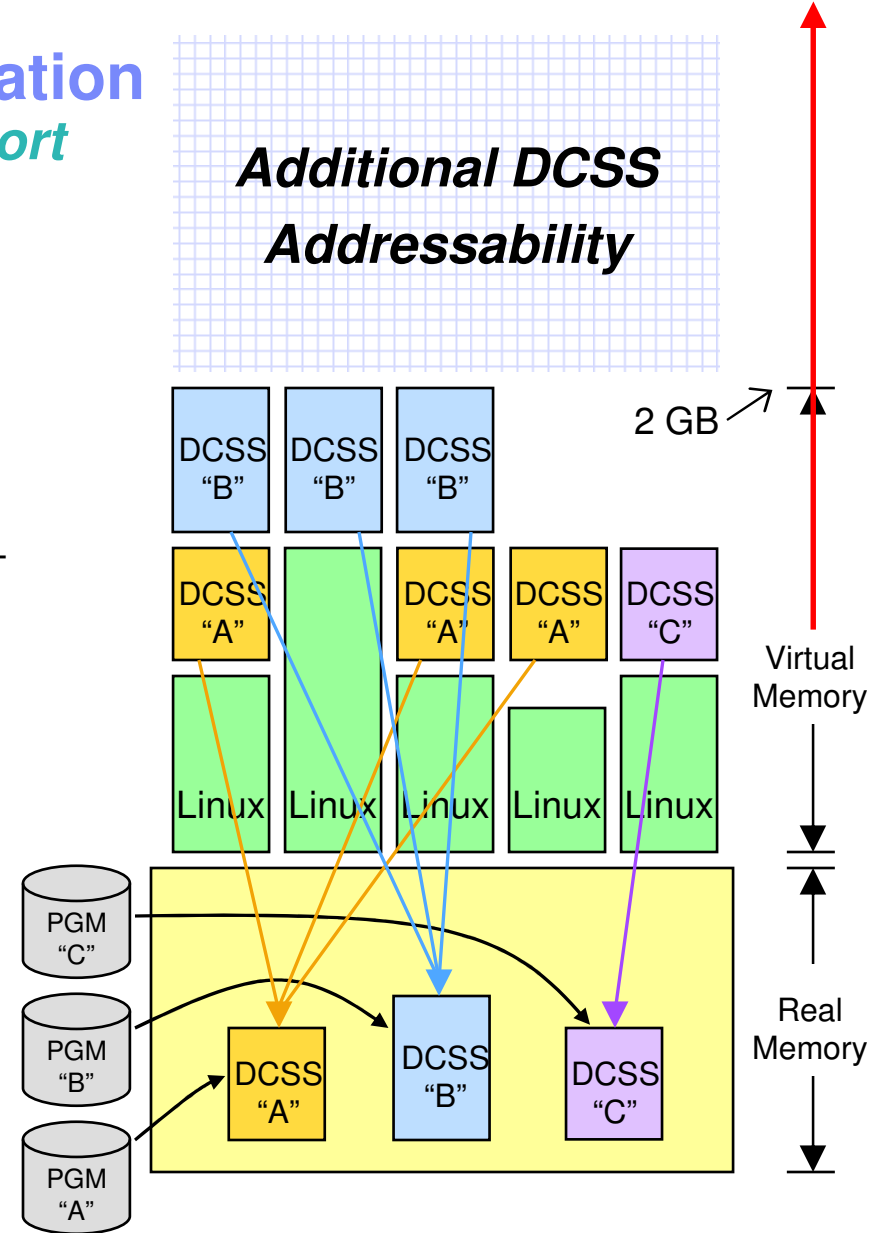 ation
ort
Additional DCSS
Addressability
2 GB
DCSS
“B”
DCSS
“B”
DCSS
“B”
DCSS
“A”
DCSS
“A”
DCSS
“A”
DCSS
“C”
Virtual
Memory
Linux
Linux
Linux
Linux
Linux
PGM
“C”
PGM
“B”
PGM
“A”
DCSS
“A”
DCSS
“B”
DCSS
“C”
Real
Memory